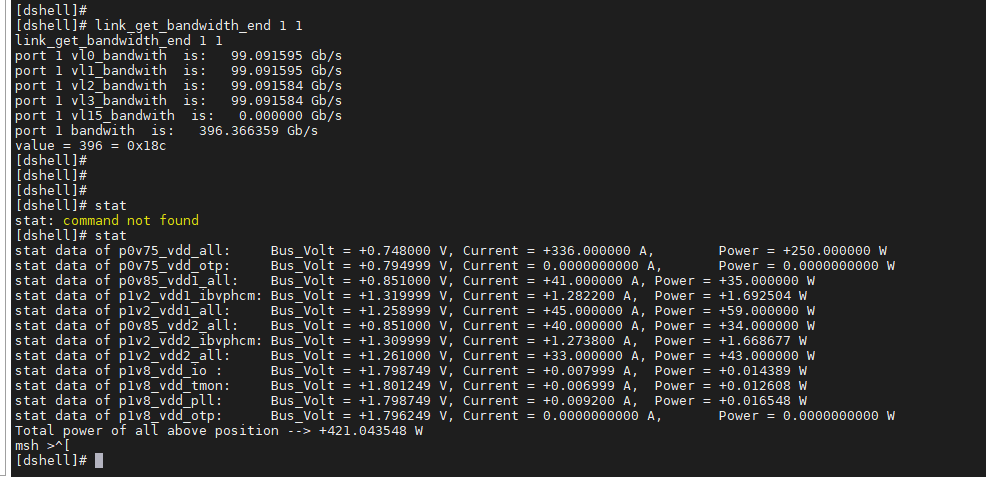 [dshell]#
[dshell]# link_get_bandwidth_end 1 1
link_get_bandwidth_end 1 1
port 1 vl0_bandwith  is:   99.091595 Gb/s
port 1 vl1_bandwith  is:   99.091595 Gb/s
port 1 vl2_bandwith  is:   99.091584 Gb/s
port 1 vl3_bandwith  is:   99.091584 Gb/s
port 1 vl15_bandwith  is:   0.000000 Gb/s
port 1 bandwith  is:   396.366359 Gb/s
value = 396 = 0x18c
[dshell]#
[dshell]#
[dshell]#
[dshell]# stat
stat: command not found
[dshell]# stat
stat data of p0v75_vdd_all:     Bus_Volt = +0.748000 V, Current = +336.000000 A,        Power = +250.000000 W
stat data of p0v75_vdd_otp:     Bus_Volt = +0.794999 V, Current = 0.0000000000 A,       Power = 0.0000000000 W
stat data of p0v85_vdd1_all:    Bus_Volt = +0.851000 V, Current = +41.000000 A, Power = +35.000000 W
stat data of p1v2_vdd1_ibvphcm: Bus_Volt = +1.319999 V, Current = +1.282200 A,  Power = +1.692504 W
stat data of p1v2_vdd1_all:     Bus_Volt = +1.258999 V, Current = +45.000000 A, Power = +59.000000 W
stat data of p0v85_vdd2_all:    Bus_Volt = +0.851000 V, Current = +40.000000 A, Power = +34.000000 W
stat data of p1v2_vdd2_ibvphcm: Bus_Volt = +1.309999 V, Current = +1.273800 A,  Power = +1.668677 W
stat data of p1v2_vdd2_all:     Bus_Volt = +1.261000 V, Current = +33.000000 A, Power = +43.000000 W
stat data of p1v8_vdd_io :      Bus_Volt = +1.798749 V, Current = +0.007999 A,  Power = +0.014389 W
stat data of p1v8_vdd_tmon:     Bus_Volt = +1.801249 V, Current = +0.006999 A,  Power = +0.012608 W
stat data of p1v8_vdd_pll:      Bus_Volt = +1.798749 V, Current = +0.009200 A,  Power = +0.016548 W
stat data of p1v8_vdd_otp:      Bus_Volt = +1.796249 V, Current = 0.0000000000 A,       Power = 0.0000000000 W
Total power of all above position --> +421.043548 W
msh >^[
[dshell]#